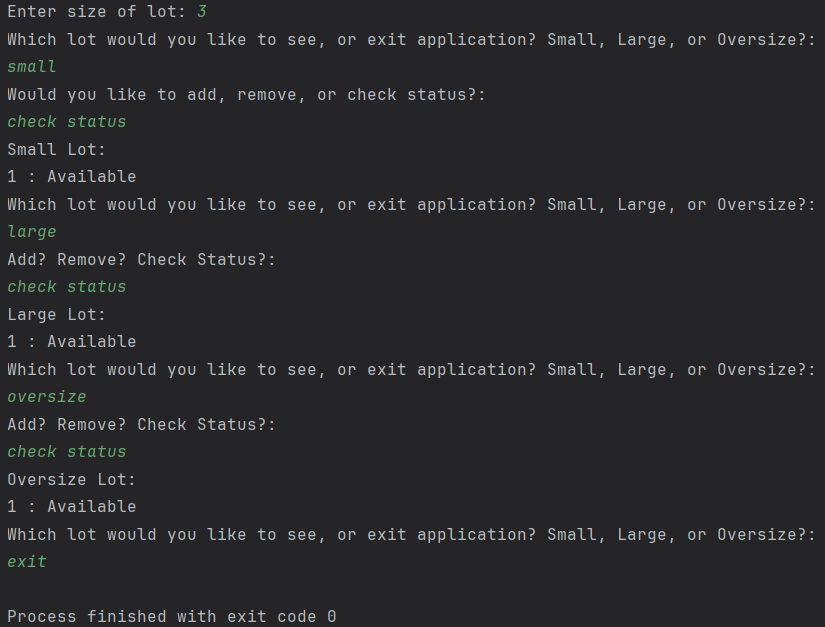 Enter size of lot: 3
Which lot would you like to see, or exit application? Small, Large, or Oversize?:
small
Would you like to add, remove, or check status?:
check status
Small Lot:
1 : Available
Which lot would you like to see, or exit application? Small, Large, or Oversize?:
large
Add? Remove? Check Status?:
check status
Large Lot:
1 : Available
Which lot would you like to see, or exit application? Small, Large, or Oversize?:
oversize
Add? Remove? Check Status?:
check status
Oversize Lot:
1 : Available
Which lot would you like to see, or exit application? Small, Large, or Oversize?:
exit
Process finished with exit code 0